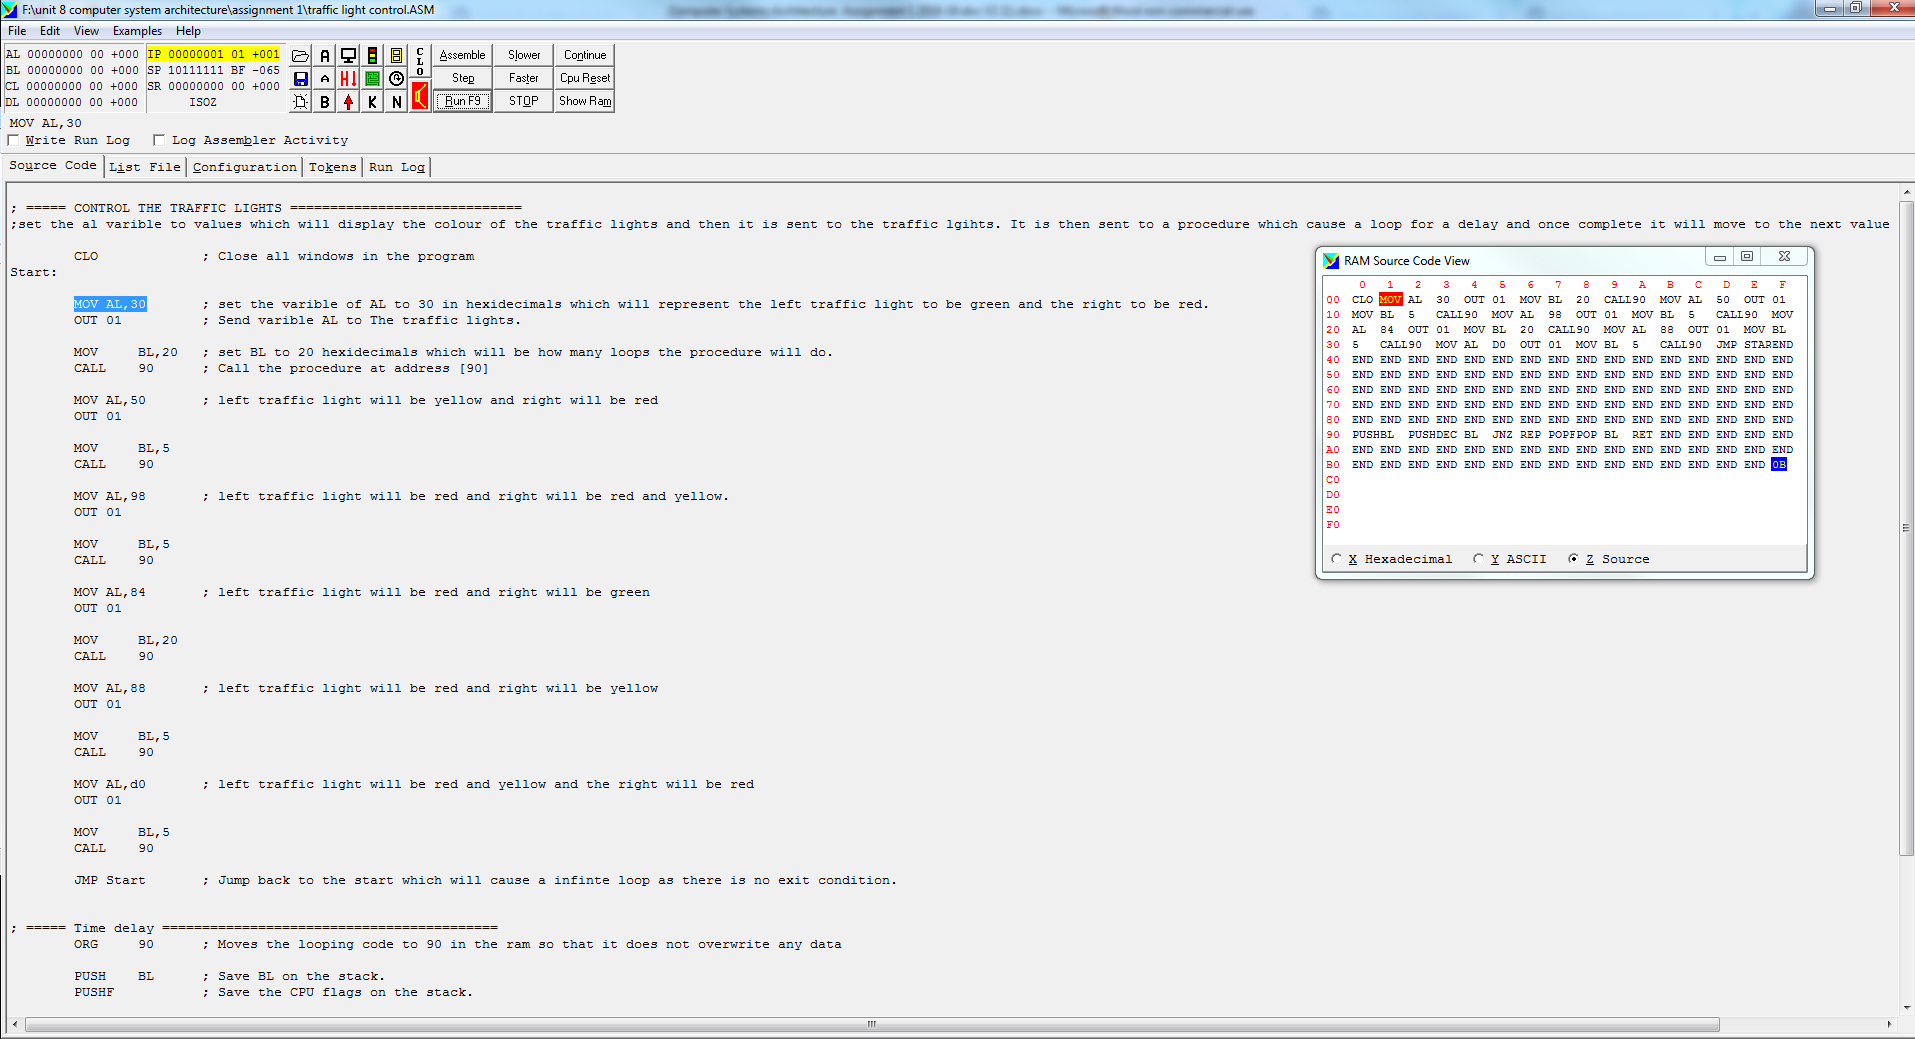 F:\unit 8 computer system architecture\assignment 1\traffic light control.ASM
File Edit View Examples Help
AL 00000000 00 +000 IP 00000001 01 +001
BL 00000000 00 +000 SP 10111111 BF -065
CL 00000000 00 +000 SR 00000000 00 +000
DL 00000000 00 +000 ISOZ
A CLO Assemble Slower Continue
A H Step Faster Cpu Reset
B K N Run F9 STOP Show Ram
MOV AL,30
Write Run Log Log Assembler Activity
Source Code List File Configuration Tokens Run Log
; ===== CONTROL THE TRAFFIC LIGHTS =============================
;set the al varible to values which will display the colour of the traffic lights and then it is sent to the traffic lgihts. It is then sent to a procedure which cause a loop for a delay and once complete it will move to the next value
CLO ; Close all windows in the program
Start:
MOV AL,30 ; set the varible of AL to 30 in hexidecimals which will represent the left traffic light to be green and the right to be red.
OUT 01 ; Send varible AL to The traffic lights.
MOV BL,20 ; set BL to 20 hexidecimals which will be how many loops the procedure will do.
CALL 90 ; Call the procedure at address [90]
MOV AL,50 ; left traffic light will be yellow and right will be red
OUT 01
MOV BL,5
CALL 90
MOV AL,98 ; left traffic light will be red and right will be red and yellow.
OUT 01
MOV BL,5
CALL 90
MOV AL,84 ; left traffic light will be red and right will be green
OUT 01
MOV BL,20
CALL 90
MOV AL,88 ; left traffic light will be red and right will be yellow
OUT 01
MOV BL,5
CALL 90
MOV AL,d0 ; left traffic light will be red and yellow and the right will be red
OUT 01
MOV BL,5
CALL 90
JMP Start ; Jump back to the start which will cause a infinte loop as there is no exit condition.
; ===== Time delay ==========================================
ORG 90 ; Moves the looping code to 90 in the ram so that it does not overwrite any data
PUSH BL ; Save BL on the stack.
PUSHF ; Save the CPU flags on the stack.
RAM Source Code View
0 1 2 3 4 5 6 7 8 9 A B C D E F
00 CLO MOV AL 30 OUT 01 MOV BL 20 CALL90 MOV AL 50 OUT 01
10 MOV BL 5 CALL90 MOV AL 98 OUT 01 MOV BL 5 CALL90 MOV
20 AL 84 OUT 01 MOV BL 20 CALL90 MOV AL 88 OUT 01 MOV BL
30 5 CALL90 MOV AL D0 OUT 01 MOV BL 5 CALL90 JMP STAREND
40 END END END END END END END END END END END END END END END END
50 END END END END END END END END END END END END END END END END
60 END END END END END END END END END END END END END END END END
70 END END END END END END END END END END END END END END END END
80 END END END END END END END END END END END END END END END END
90 PUSHBL PUSHDEC BL JNZ REP POPFPOP BL RET END END END END END
A0 END END END END END END END END END END END END END END END END
B0 END END END END END END END END END END END END END END END 0B
C0
D0
E0
F0
X Hexadecimal Y ASCII Z Source